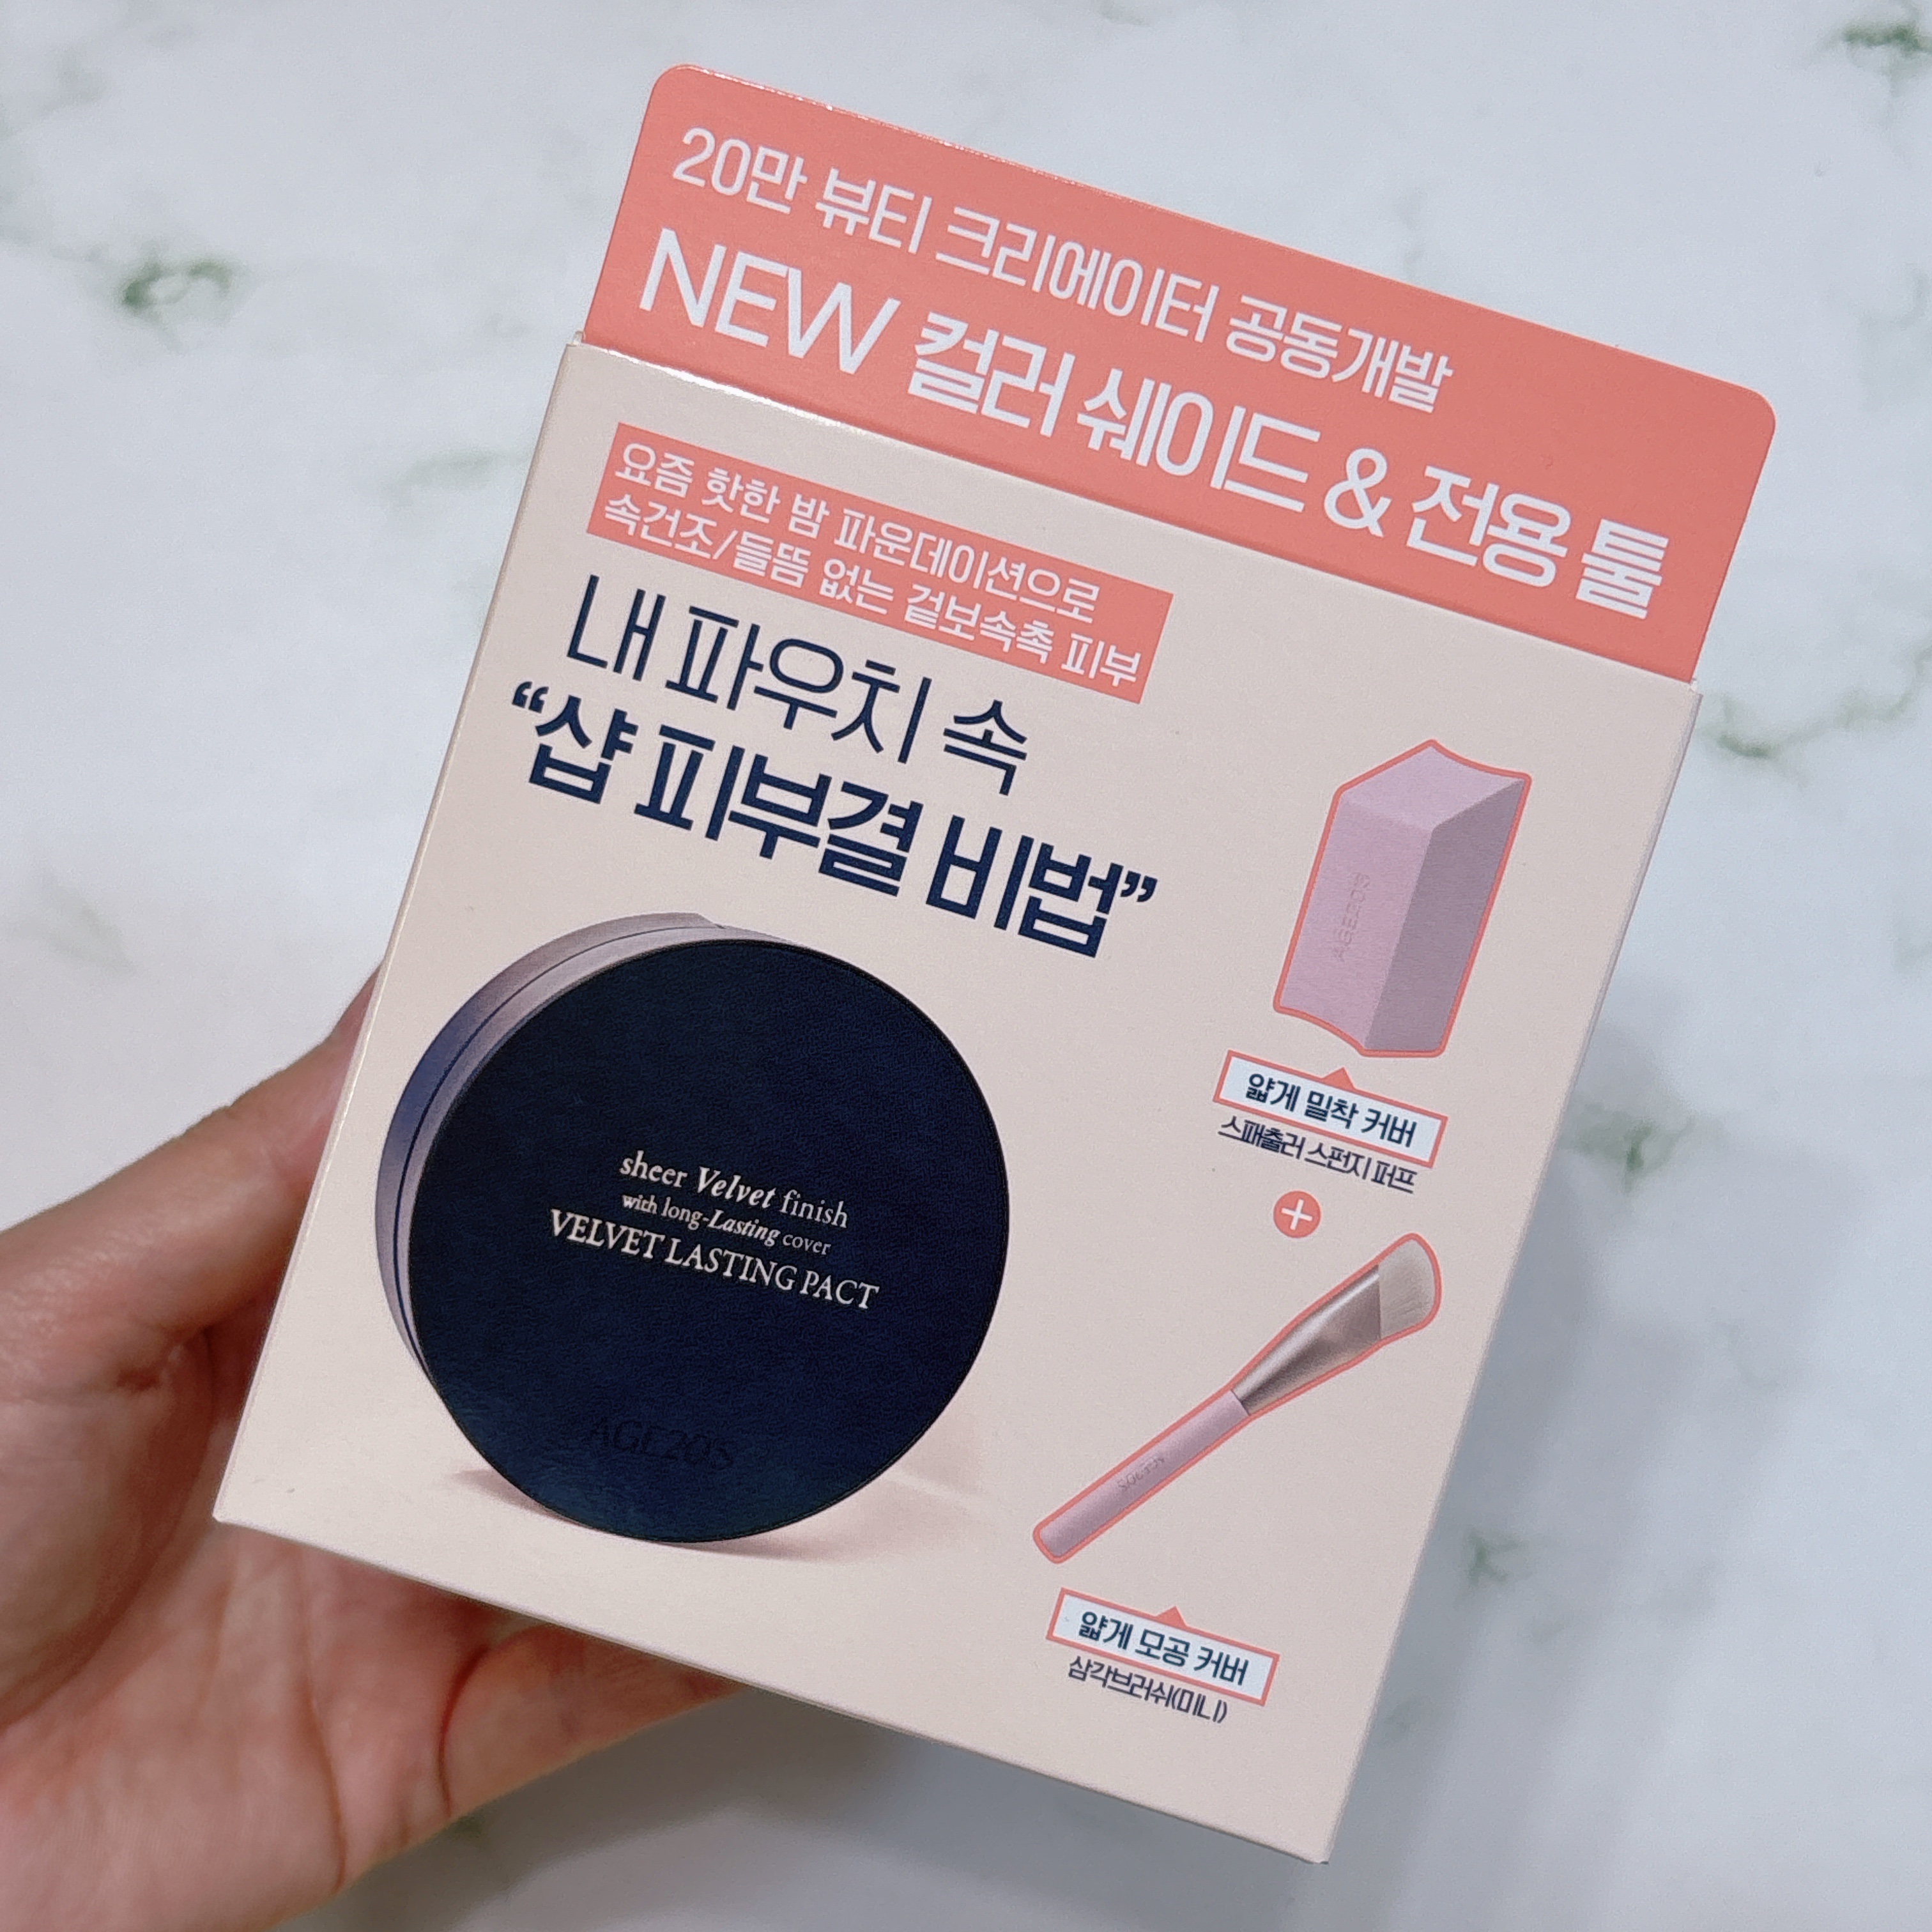 20만 뷰티 크리에이터 공동개발
NEW 컬러 쉐이드 & 전용 툴
요즘 핫한 밤 파운데이션으로
속건조/들뜸 없는 겉보속촉 피부
내 파우치 속
“샵 피부결 비법”
AGE20'S
얇게 밀착 커버
스패출러 스펀지 퍼프
+
sheer Velvet finish
with long-Lasting cover
VELVET LASTING PACT
AGE20'S
AGE20'S
얇게 모공 커버
삼각브러쉬(미니)